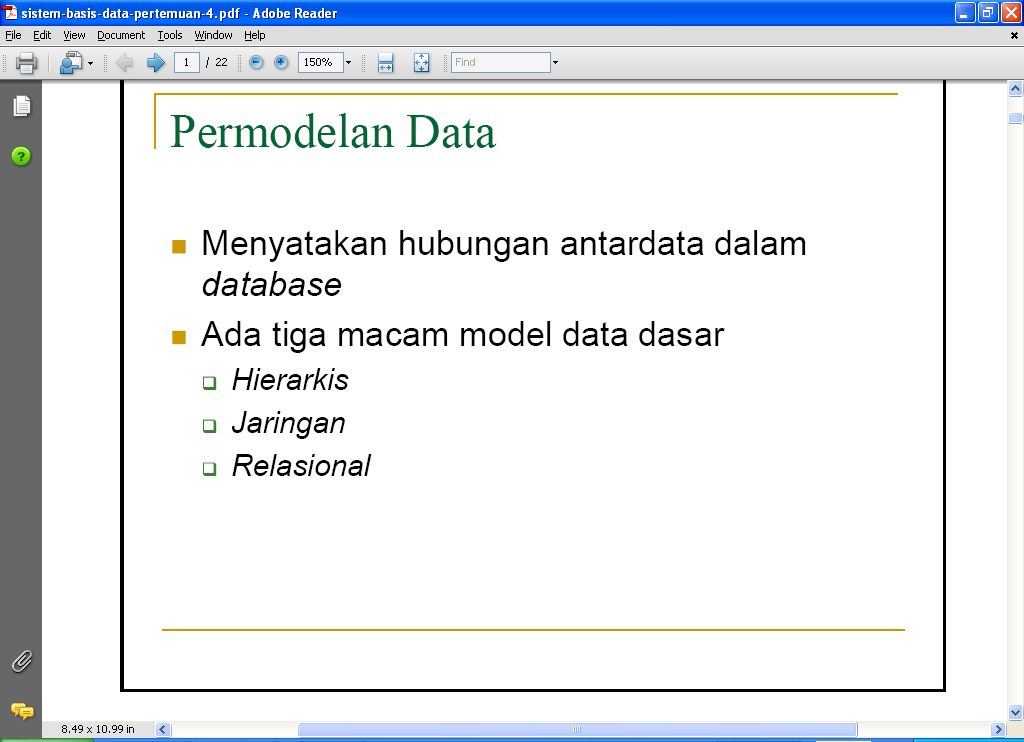 sistem-basis-data-pertemuan-4.pdf - Adobe Reader
File Edit View Document Tools Window Help
1 / 22 150% Find
Permodelan Data
Menyatakan hubungan antardata dalam
database
Ada tiga macam model data dasar
Hierarkis
Jaringan
Relasional
8.49 x 10.99 in